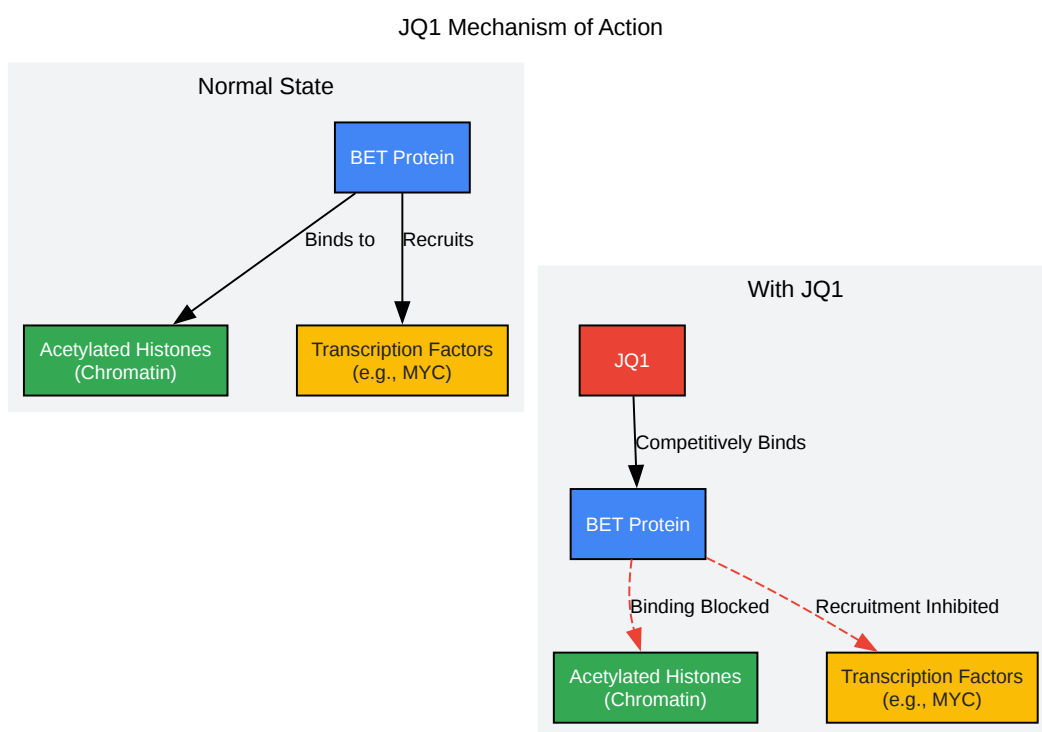 JQ1 Mechanism of Action
Normal State
BET Protein
Binds to
Recruits
Acetylated Histones
(Chromatin)
Transcription Factors
(e.g., MYC)
With JQ1
JQ1
Competitively Binds
BET Protein
Binding Blocked
Recruitment Inhibited
Acetylated Histones
(Chromatin)
Transcription Factors
(e.g., MYC)